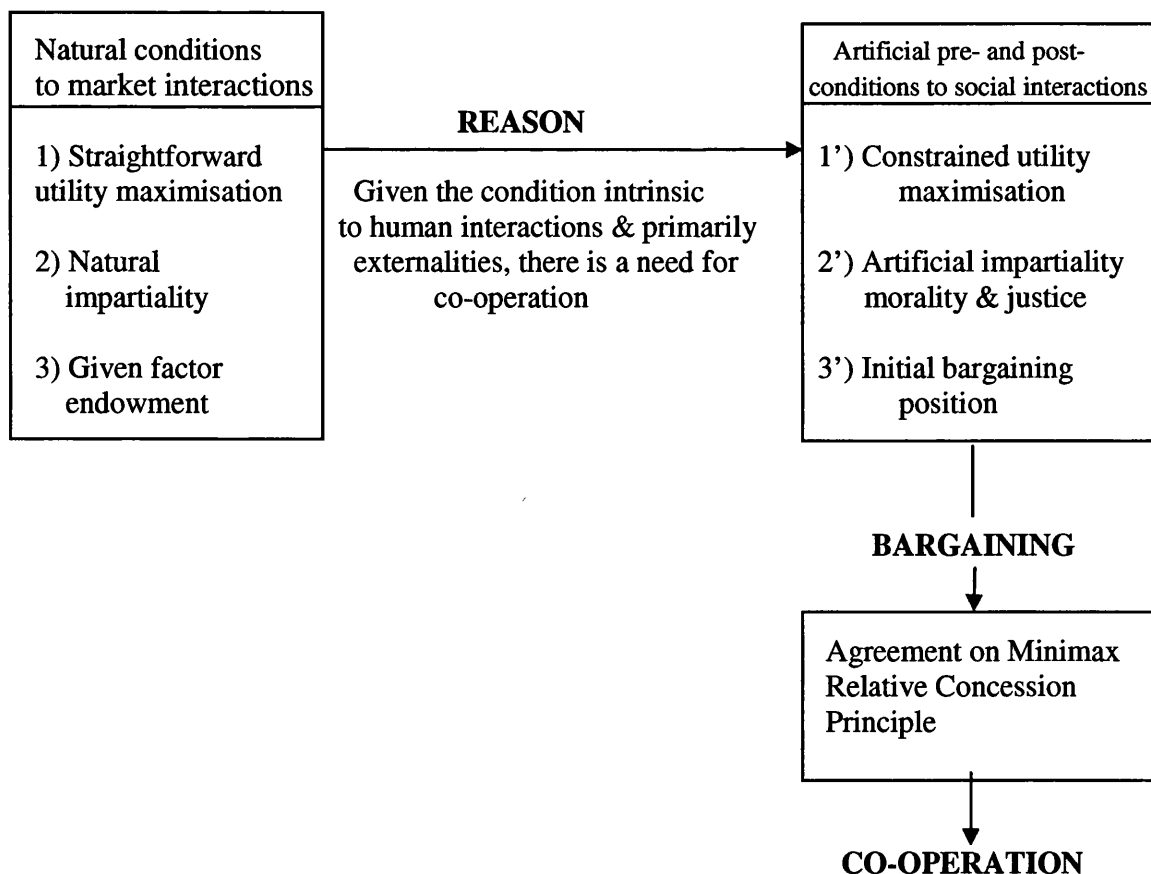 Natural conditions
to market interactions
1) Straightforward
utility maximisation
2) Natural
impartiality
3) Given factor
endowment
REASON
Given the condition intrinsic
to human interactions & primarily
externalities, there is a need for
co-operation
Artificial pre- and post-
conditions to social interactions
1') Constrained utility
maximisation
2') Artificial impartiality
morality & justice
3') Initial bargaining
position
BARGAINING
Agreement on Minimax
Relative Concession
Principle
CO-OPERATION